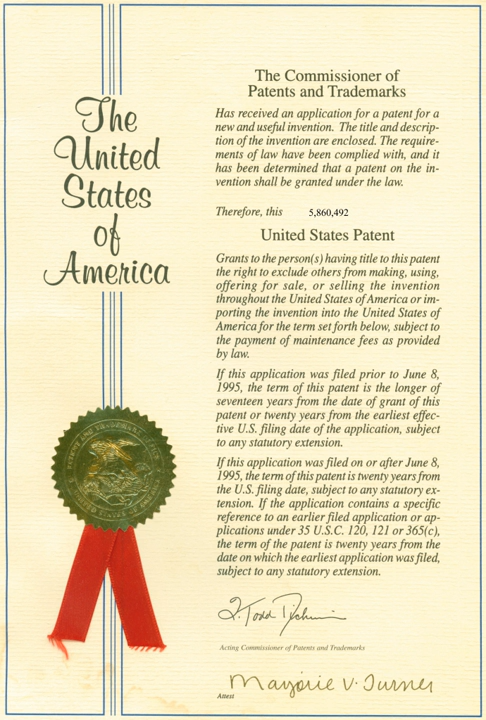 The
United
States
of
America
The Commissioner of
Patents and Trademarks
Has received an application for a patent for a
new and useful invention. The title and descrip-
tion of the invention are enclosed. The require-
ments of law have been complied with, and it
has been determined that a patent on the in-
vention shall be granted under the law.
Therefore, this 5,860,492
United States Patent
Grants to the person(s) having title to this patent
the right to exclude others from making, using,
offering for sale, or selling the invention
throughout the United States of America or im-
porting the invention into the United States of
America for the term set forth below, subject to
the payment of maintenance fees as provided
by law.
If this application was filed prior to June 8,
1995, the term of this patent is the longer of
seventeen years from the date of grant of this
patent or twenty years from the earliest effec-
tive U.S. filing date of the application, subject
to any statutory extension.
If this application was filed on or after June 8,
1995, the term of this patent is twenty years from
the U.S. filing date, subject to any statutory ex-
tension. If the application contains a specific
reference to an earlier filed application or ap-
plications under 35 U.S.C. 120, 121 or 365(c),
the term of the patent is twenty years from the
date on which the earliest application was filed,
subject to any statutory extension.
Q. Todd Dickinson
Acting Commissioner of Patents and Trademarks
Marjorie V. Turner
Attest